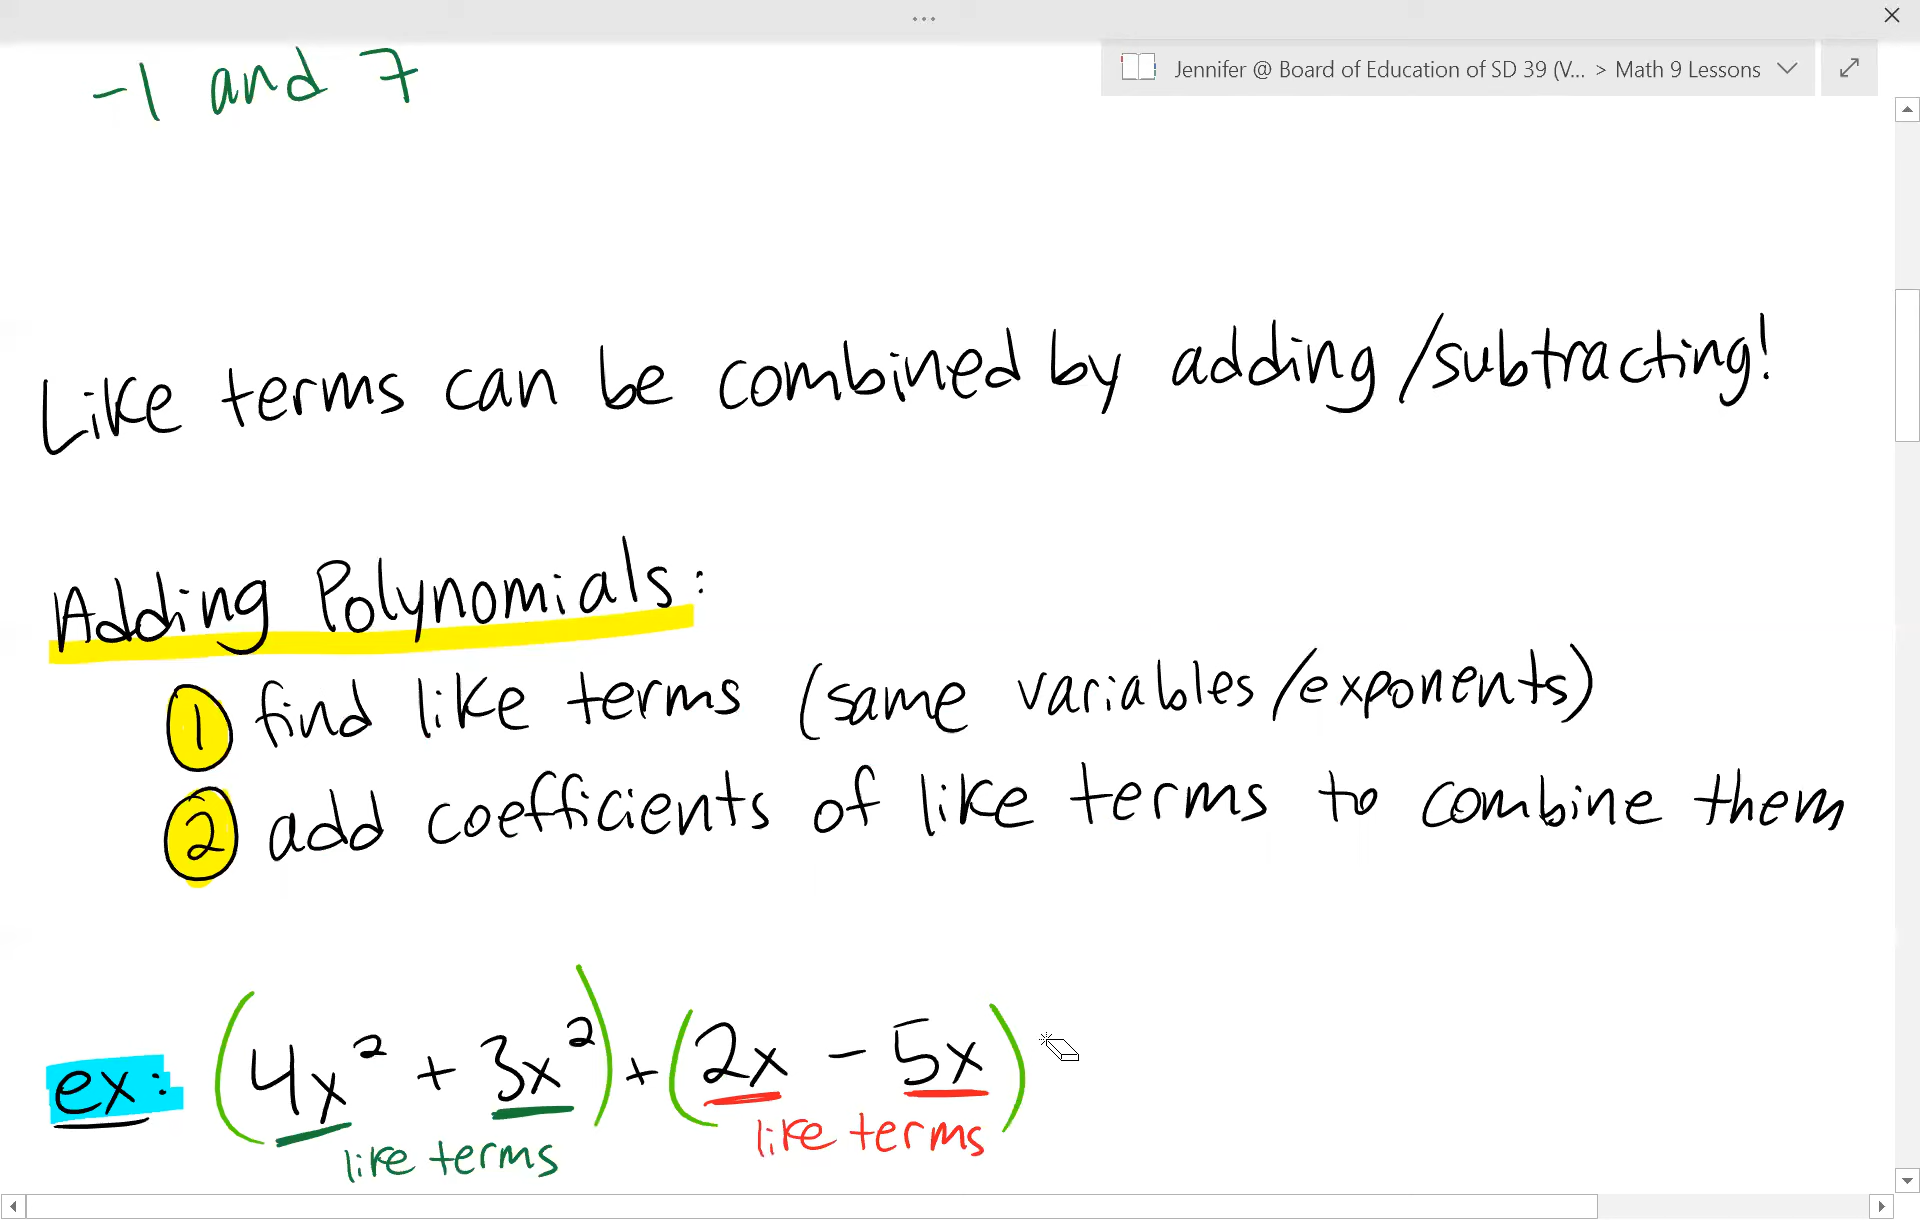 ...
Jennifer @ Board of Education of SD 39 (V... > Math 9 Lessons
-1 and 7
Like terms can be combined by adding/subtracting!
Adding Polynomials:
1 find like terms (same variables/exponents)
2 add coefficients of like terms to combine them
ex: (4x² + 3x²) + (2x - 5x)
like terms like terms